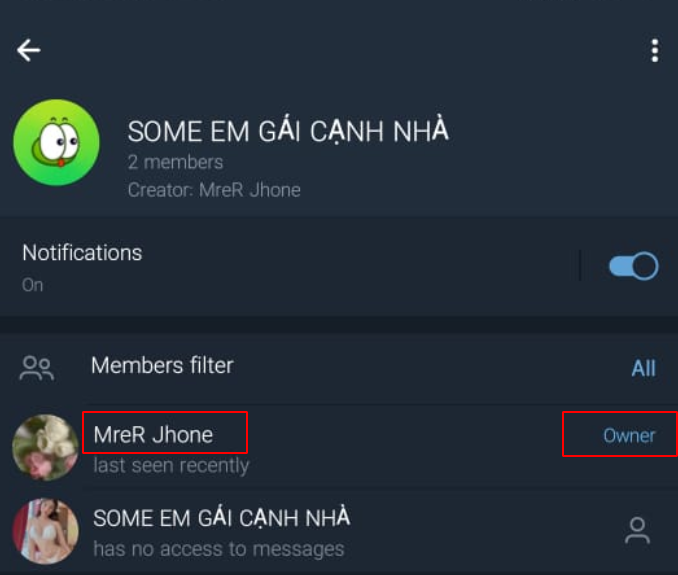 SOME EM GÁI CẠNH NHÀ
2 members
Creator: MreR Jhone
Notifications
On
Members filter
All
MreR Jhone
Owner
last seen recently
SOME EM GÁI CẠNH NHÀ
has no access to messages